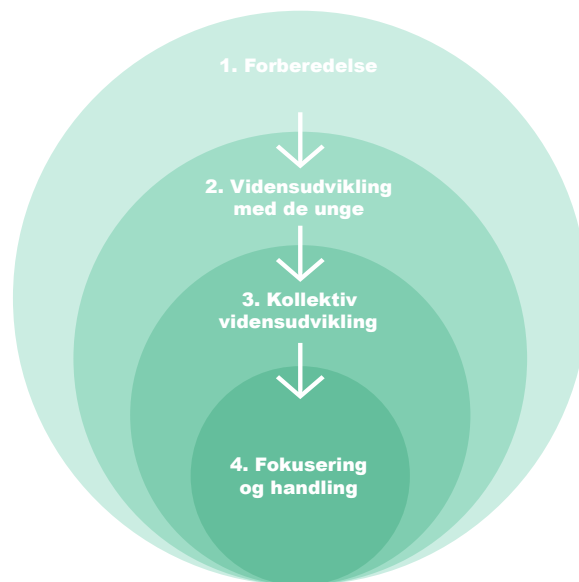 1. Forberedelse
2. Vidensudvikling
med de unge
3. Kollektiv
vidensudvikling
4. Fokusering
og handling